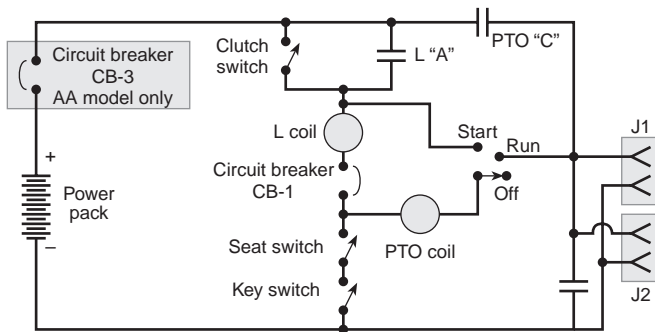 Circuit breaker
CB-3
AA model only
Clutch
switch
L “A”
PTO “C”
L coil
Start
Run
J1
+
Power
pack
–
Circuit breaker
CB-1
Off
Seat switch
PTO coil
Key switch
J2